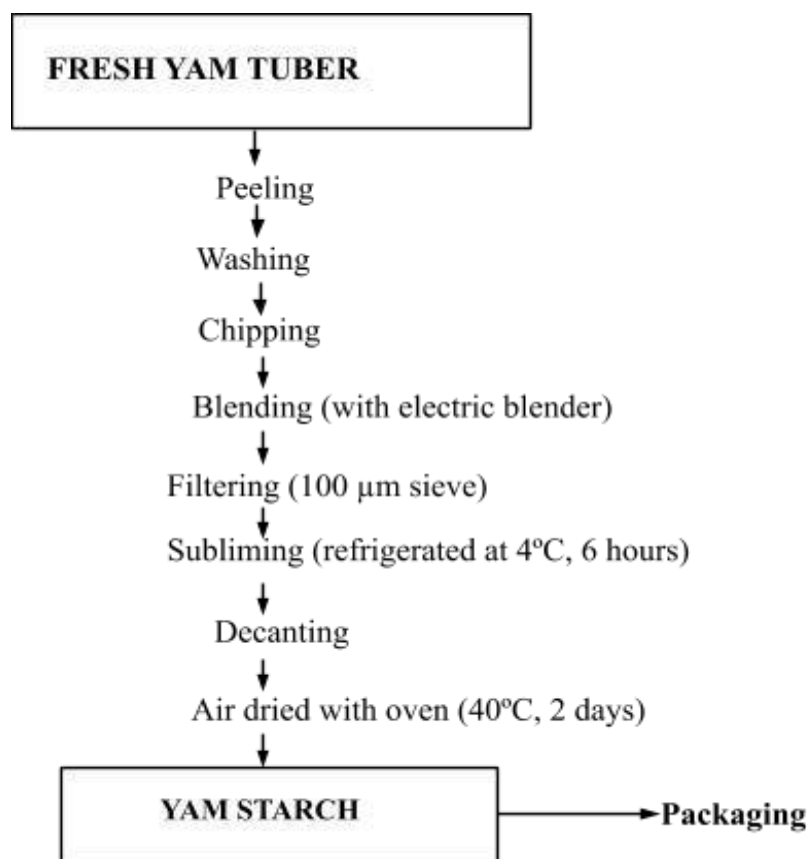 FRESH YAM TUBER
Peeling
Washing
Chipping
Blending (with electric blender)
Filtering (100 µm sieve)
Subliming (refrigerated at 4ºC, 6 hours)
Decanting
Air dried with oven (40ºC, 2 days)
YAM STARCH
Packaging